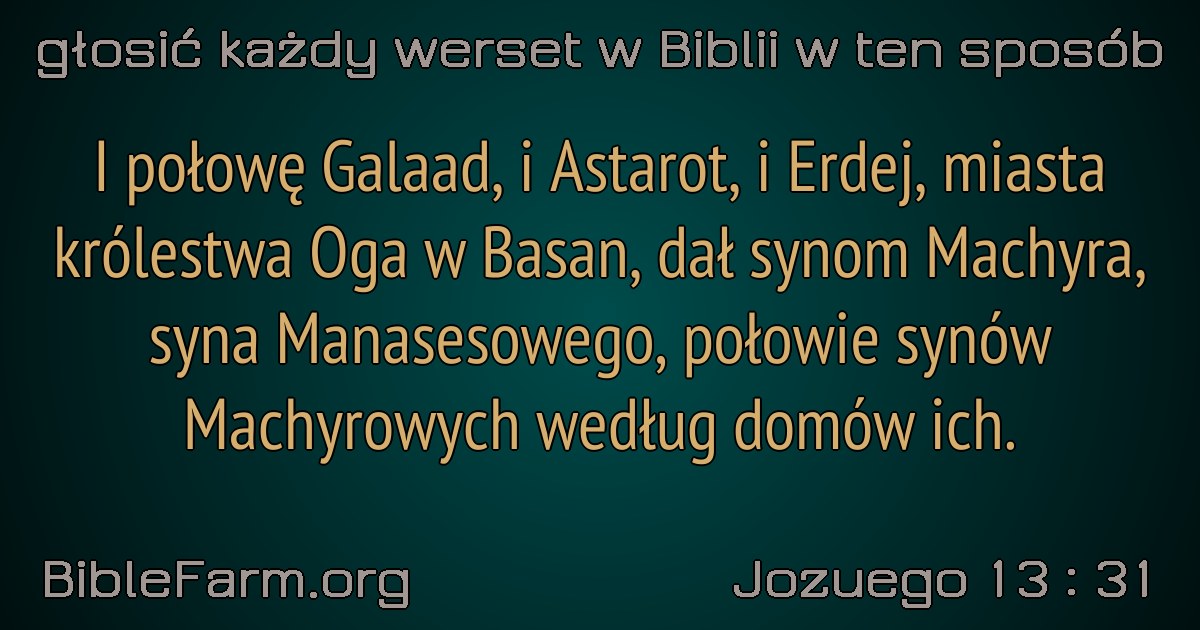 głosić każdy werset w Biblii w ten sposób
I połowę Galaad, i Astarot, i Erdej, miasta
królestwa Oga w Basan, dał synom Machyra,
syna Manasesowego, połowie synów
Machyrowych według domów ich.
BibleFarm.org
Jozuego 13 : 31